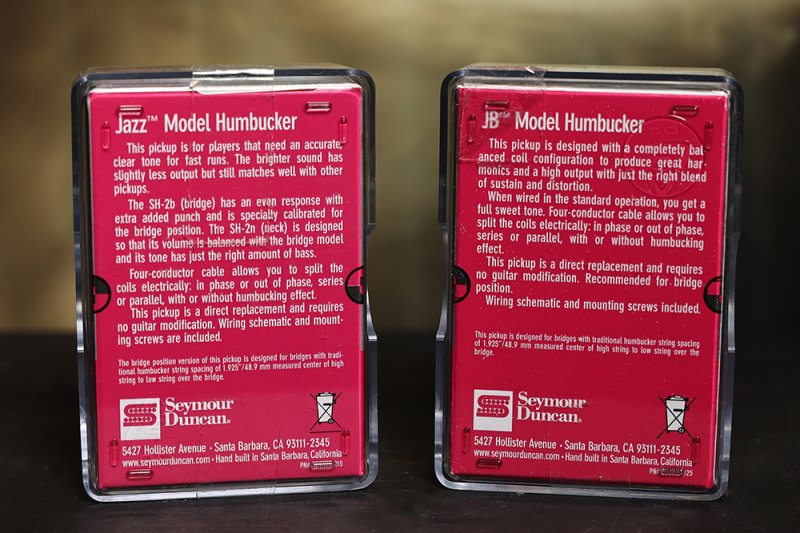 Jazz™ Model Humbucker
This pickup is for players that need an accurate,
clear tone for fast runs. The brighter sound has
slightly less output but still matches well with other
pickups.
The SH-2b (bridge) has an even response with
extra added punch and is specially calibrated for
the bridge position. The SH-2n (neck) is designed
so that its volume is balanced with the bridge model
and its tone has just the right amount of bass.
Four-conductor cable allows you to split the
coils electrically: in phase or out of phase, series
or parallel, with or without humbucking effect.
This pickup is a direct replacement and requires
no guitar modification. Wiring schematic and mount-
ing screws are included.
The bridge position version of this pickup is designed for bridges with tradi-
tional humbucker string spacing of 1.925"/48.9 mm measured center of high
string to low string over the bridge.
Seymour
Duncan®
5427 Hollister Avenue • Santa Barbara, CA 93111-2345
www.seymourduncan.com • Hand built in Santa Barbara, California
JB™ Model Humbucker
This pickup is designed with a completely bal-
anced coil configuration to produce great har-
monics and a high output with just the right blend
of sustain and distortion.
When wired in the standard operation, you get a
full sweet tone. Four-conductor cable allows you to
split the coils electrically: in phase or out of phase,
series or parallel, with or without humbucking
effect.
This pickup is a direct replacement and requires
no guitar modification. Recommended for bridge
position.
Wiring schematic and mounting screws included.
This pickup is designed for bridges with traditional humbucker string spacing
of 1.925"/48.9 mm measured center of high string to low string over the
bridge.
Seymour
Duncan®
5427 Hollister Avenue • Santa Barbara, CA 93111-2345
www.seymourduncan.com • Hand built in Santa Barbara, California